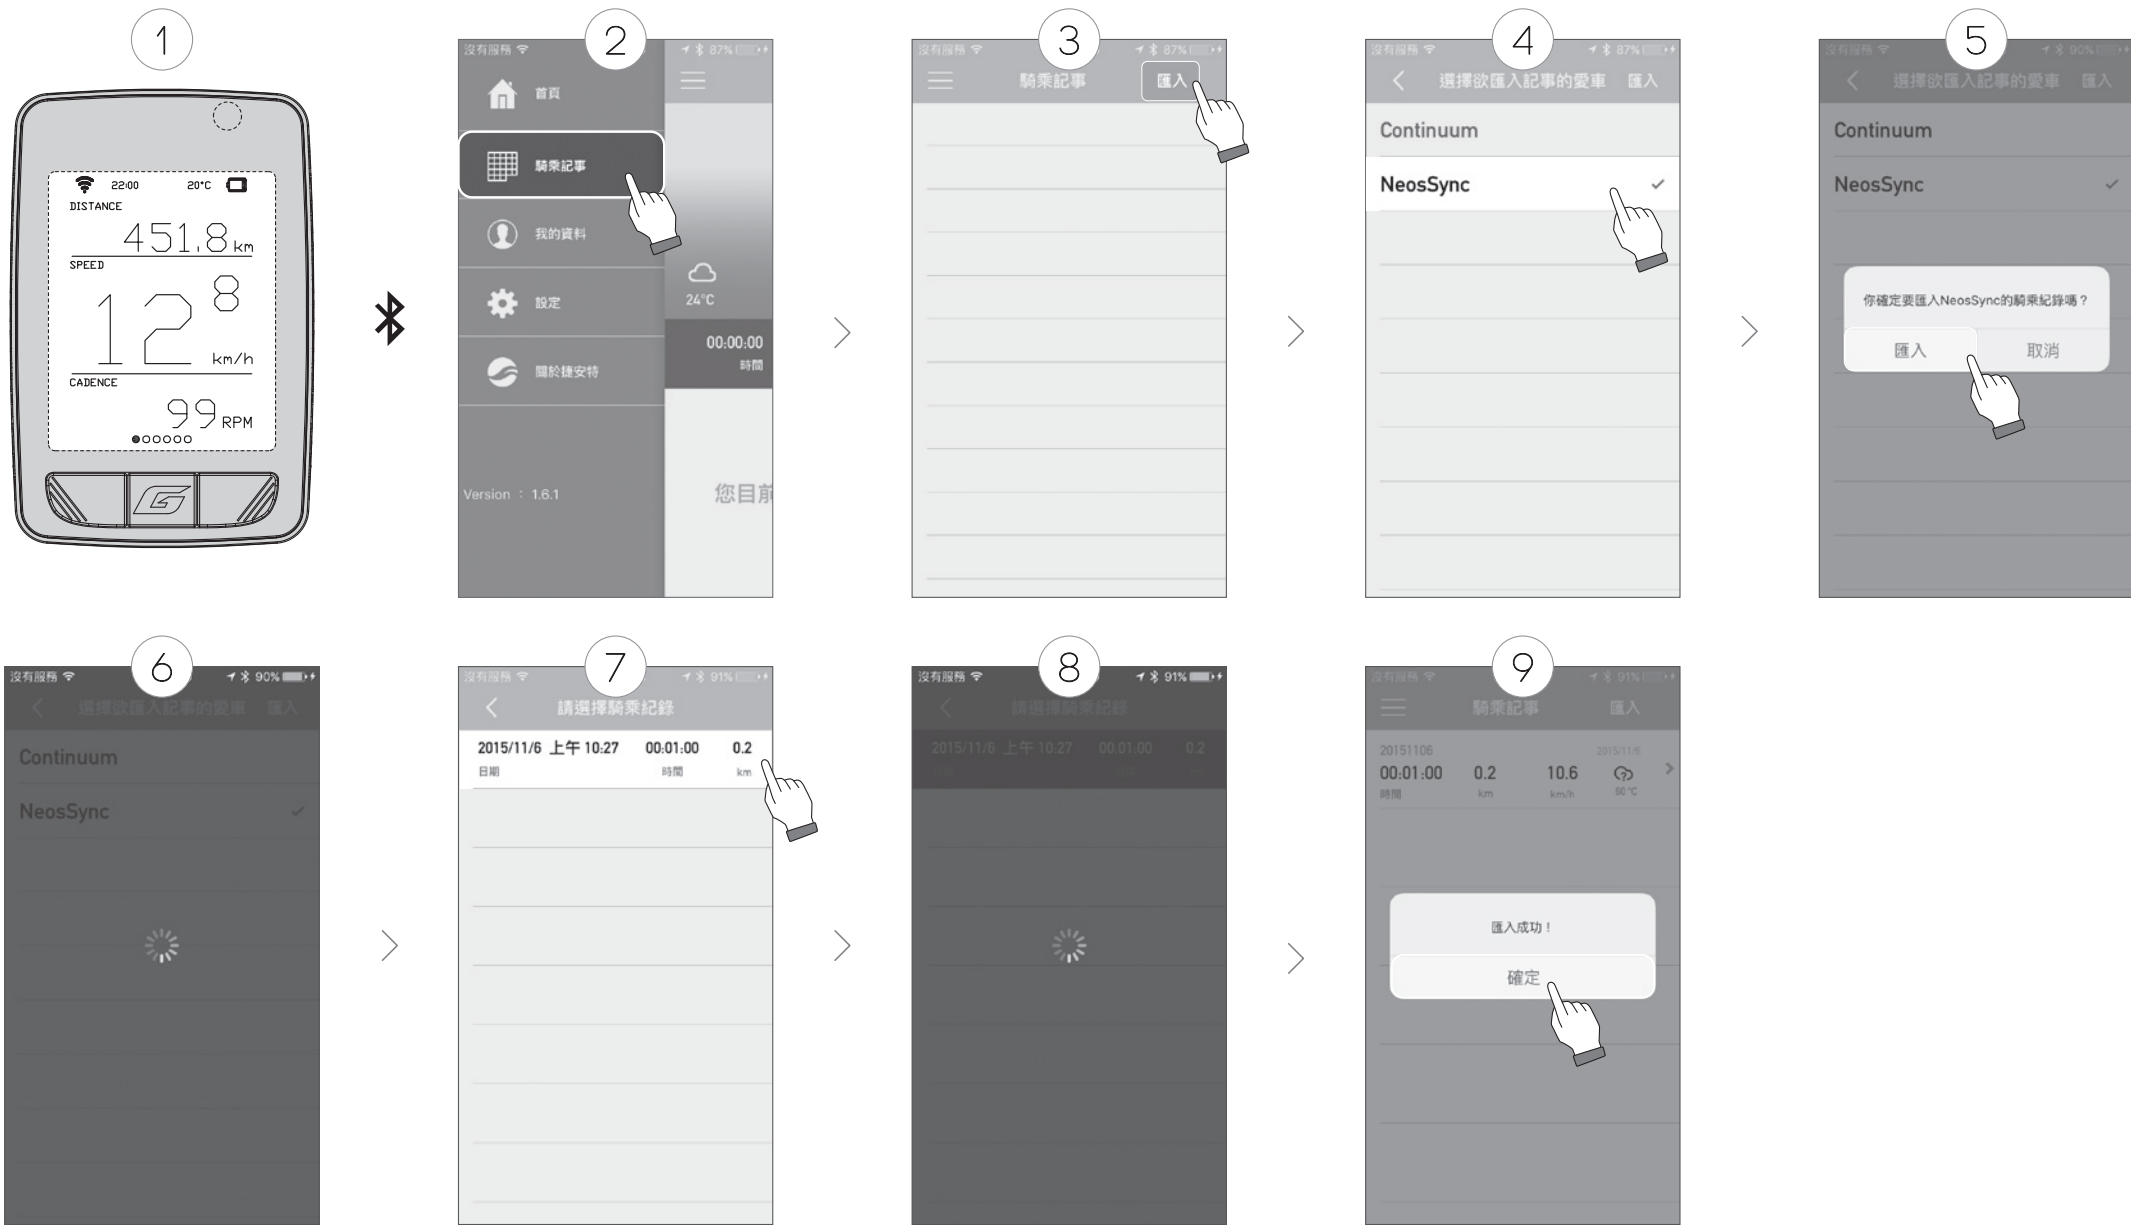 1
22:00 20°C
DISTANCE
451.8 km
SPEED
12 8
km/h
CADENCE
99 RPM
2
沒有服務 87%
首頁
騎乘記事
我的資料
設定
關於捷安特
24°C
00:00:00
時間
Version : 1.6.1
您目前
3
沒有服務 87%
騎乘記事 匯入
4
沒有服務 87%
選擇欲匯入記事的愛車 匯入
Continuum
NeosSync
5
沒有服務 90%
選擇欲匯入記事的愛車 匯入
Continuum
NeosSync
你確定要匯入NeosSync的騎乘紀錄嗎?
匯入 取消
6
沒有服務 90%
選擇欲匯入記事的愛車 匯入
Continuum
NeosSync
7
沒有服務 91%
請選擇騎乘紀錄
2015/11/6 上午 10:27 00:01:00 0.2
日期 時間 km
8
沒有服務 91%
請選擇騎乘紀錄
2015/11/6 上午 10:27 00:01:00 0.2
9
沒有服務 91%
騎乘記事 匯入
20151106 2015/11/6
00:01:00 0.2 10.6
時間 km km/h
匯入成功!
確定